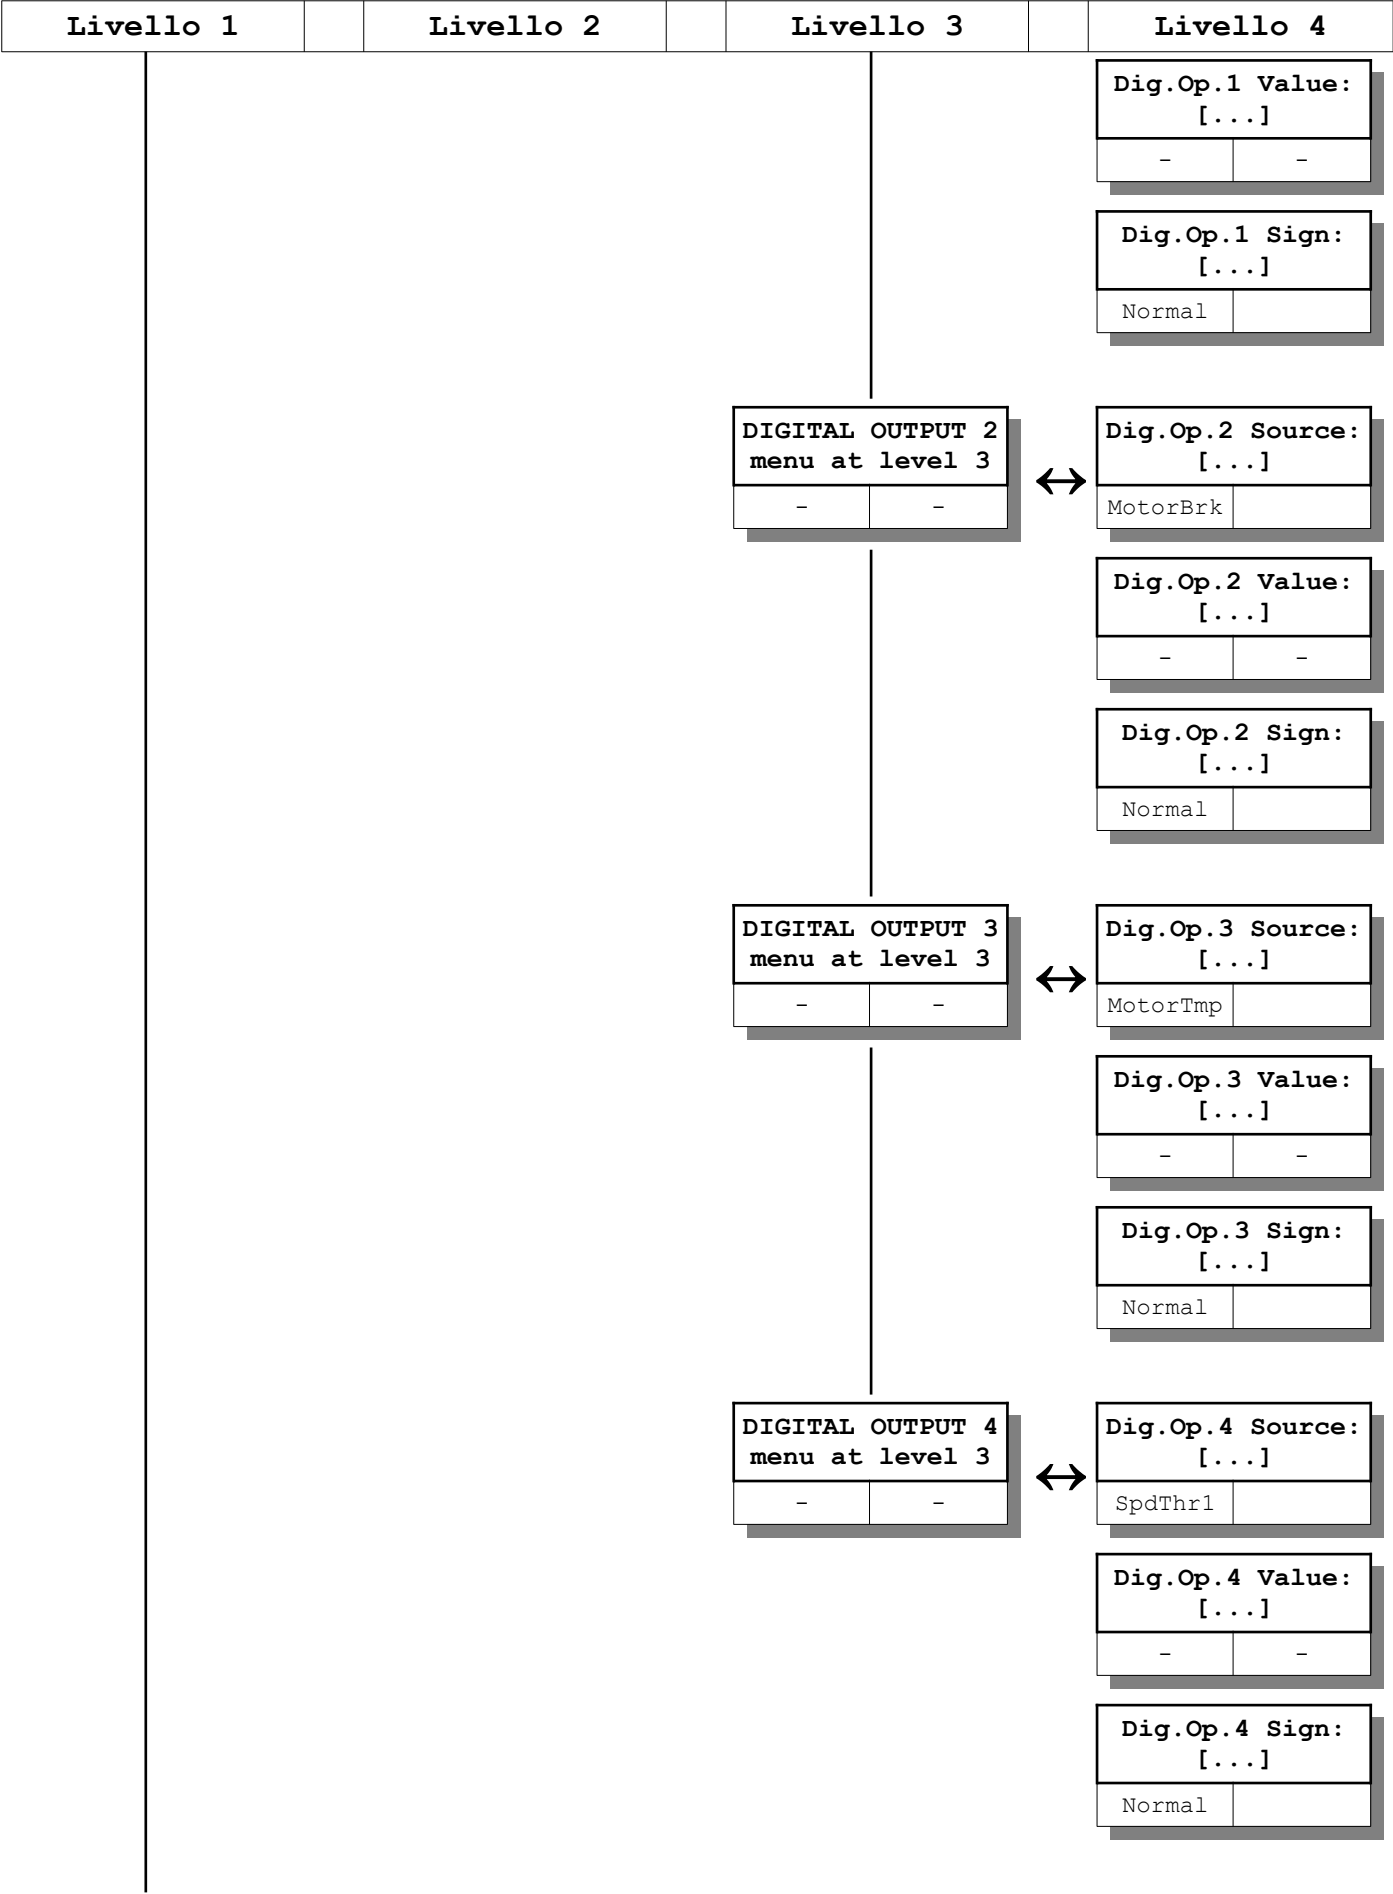 Livello 1 Livello 2 Livello 3 Livello 4
Dig.Op.1 Value:
[...]
- -
Dig.Op.1 Sign:
[...]
Normal
DIGITAL OUTPUT 2
menu at level 3
- -
Dig.Op.2 Source:
[...]
MotorBrk
Dig.Op.2 Value:
[...]
- -
Dig.Op.2 Sign:
[...]
Normal
DIGITAL OUTPUT 3
menu at level 3
- -
Dig.Op.3 Source:
[...]
MotorTmp
Dig.Op.3 Value:
[...]
- -
Dig.Op.3 Sign:
[...]
Normal
DIGITAL OUTPUT 4
menu at level 3
- -
Dig.Op.4 Source:
[...]
SpdThr1
Dig.Op.4 Value:
[...]
- -
Dig.Op.4 Sign:
[...]
Normal